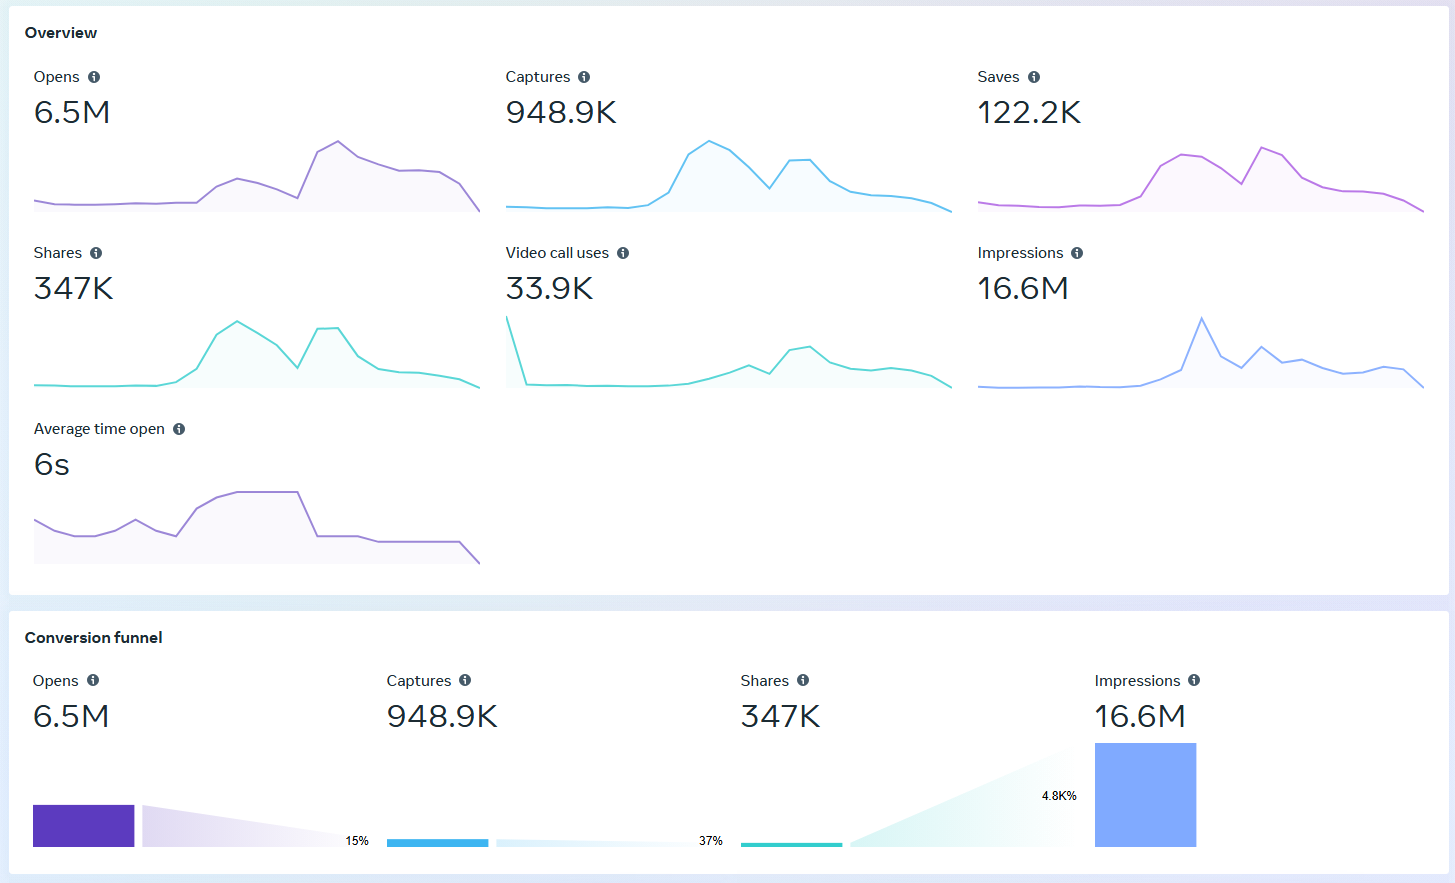 Overview
Opens
Captures
Saves
6.5M
948.9K
122.2K
Shares
Video call uses
Impressions
347K
33.9K
16.6M
Average time open
6s
Conversion funnel
Opens
Captures
Shares
Impressions
6.5M
948.9K
347K
16.6M
15%
37%
4.8K%